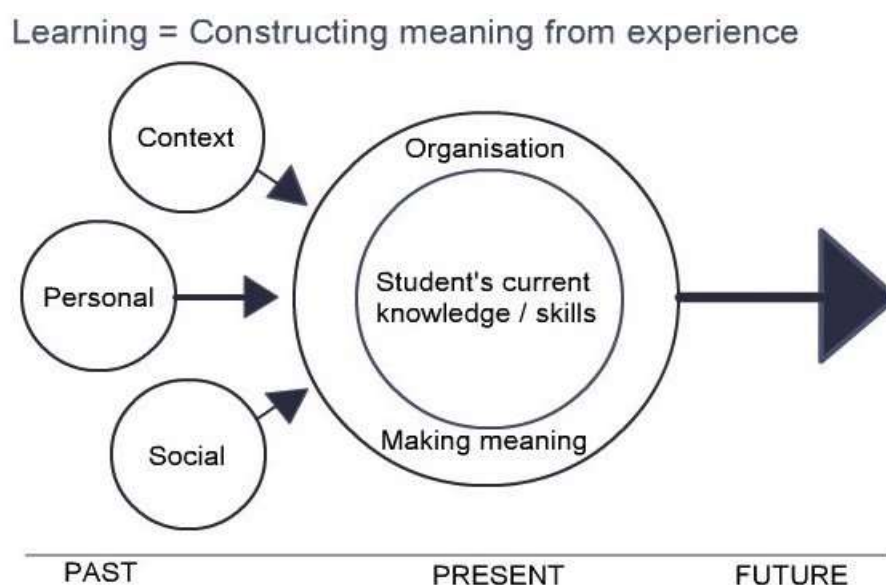 Learning = Constructing meaning from experience
Context
Organisation
Personal
Student's current
knowledge / skills
Social
Making meaning
PAST
PRESENT
FUTURE